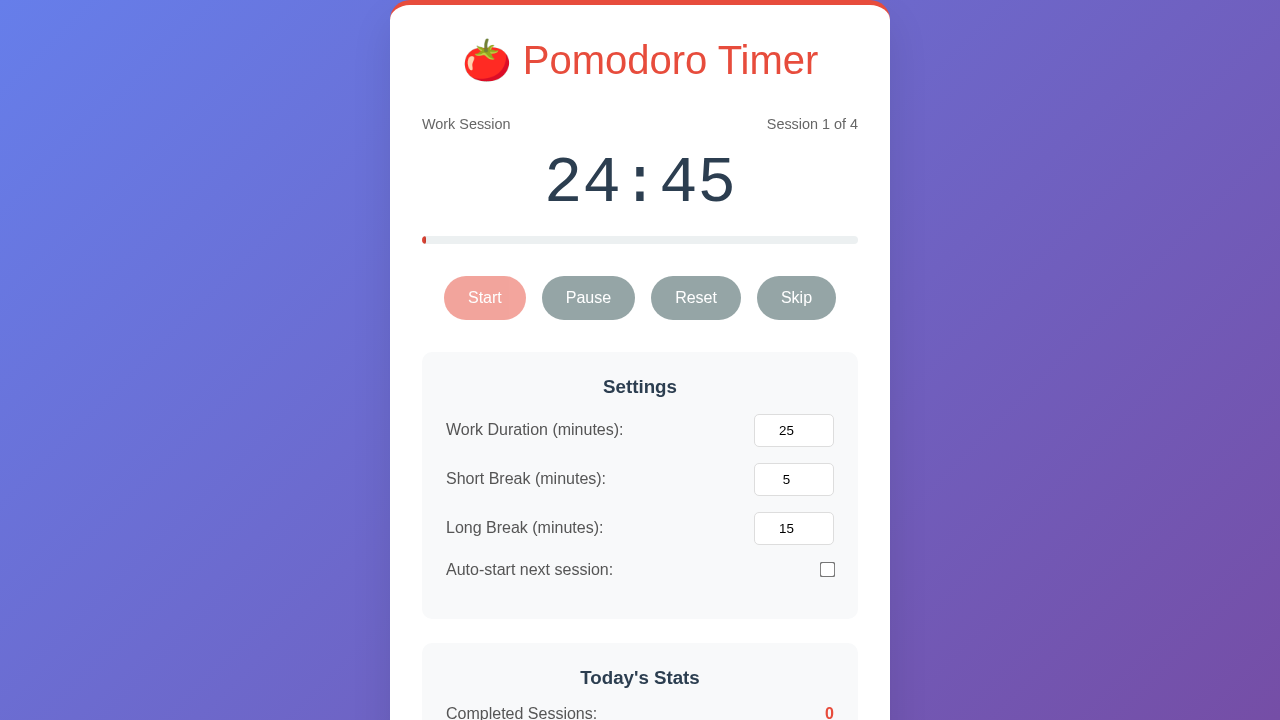 🍅 Pomodoro Timer
Work Session Session 1 of 4
24:45
Start Pause Reset Skip
Settings
Work Duration (minutes): 25
Short Break (minutes): 5
Long Break (minutes): 15
Auto-start next session:
Today's Stats
Completed Sessions: 0